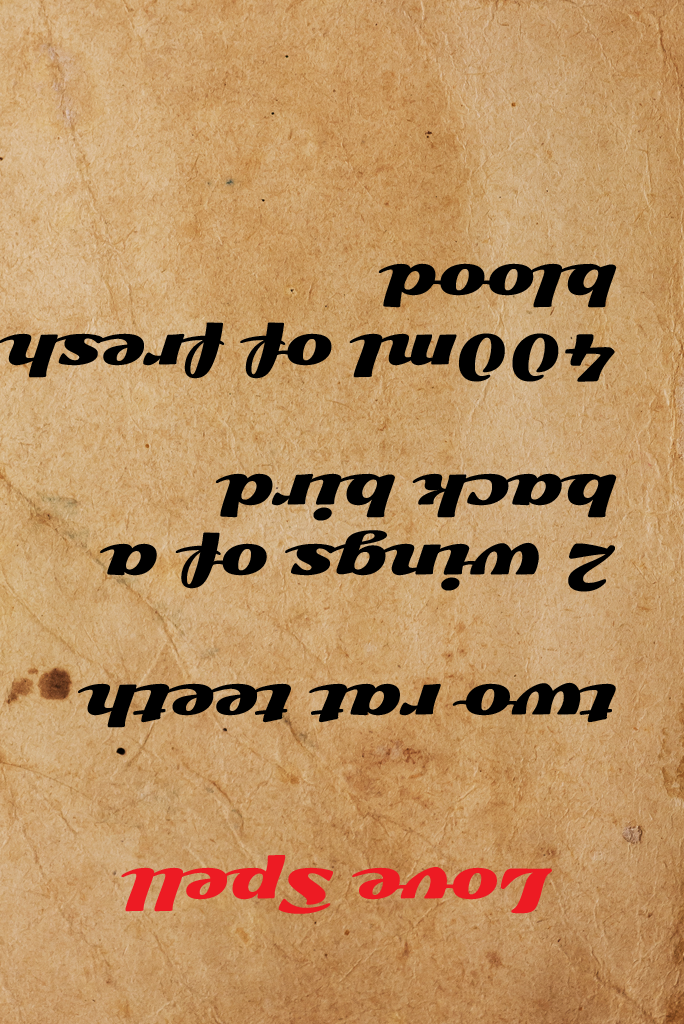 Love Spell
two rat teeth
2 wings of a
back bird
400ml of fresh
blood